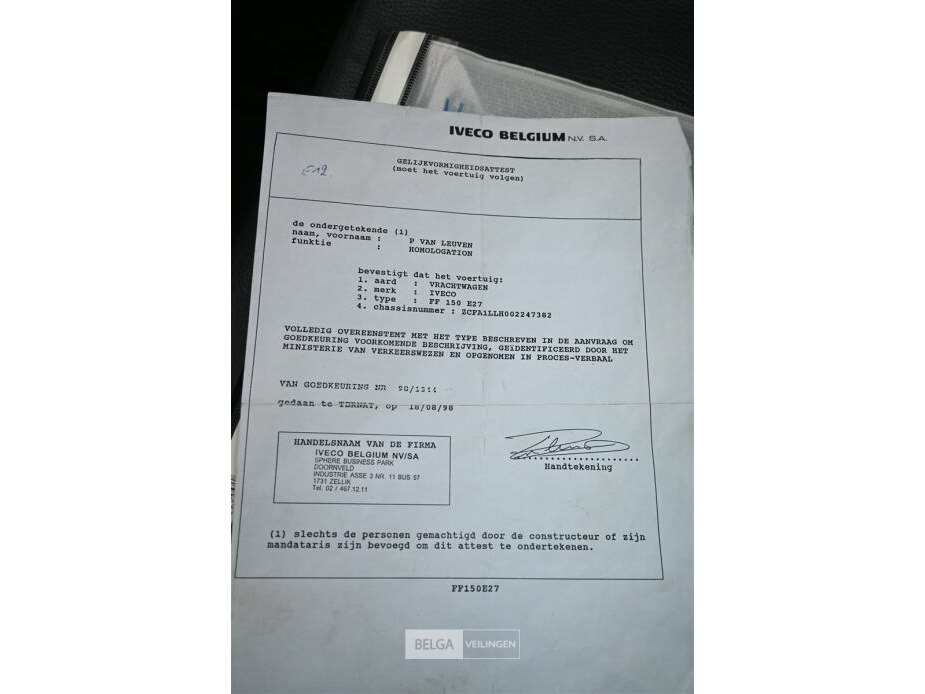 IVECO BELGIUM N.V. S.A.
GELIJKVORMIGHEIDSATTEST
(moet het voertuig volgen)
E12
de ondergetekende (1)
naam, voornaam : P VAN LEUVEN
funktie : HOMOLOGATION
bevestigt dat het voertuig:
1. aard : VRACHTWAGEN
2. merk : IVECO
3. type : FF 150 E27
4. chassisnummer : ZCFA1LLH002247382
VOLLEDIG OVEREENSTEMT MET HET TYPE BESCHREVEN IN DE AANVRAAG OM
GOEDKEURING VOORKOMENDE BESCHRIJVING, GEÏDENTIFICEERD DOOR HET
MINISTERIE VAN VERKEERSWEZEN EN OPGENOMEN IN PROCES-VERBAAL
VAN GOEDKEURING NR
gedaan te TERNAT, op 18/08/98
Handtekening
HANDELSNAAM VAN DE FIRMA
IVECO BELGIUM NV/SA
SPHERE BUSINESS PARK
DOORNVELD
INDUSTRIE ASSE 3 NR. 11 BUS 57
1731 ZELLIK
Tel. 02 / 467.12.11
(1) slechts de personen gemachtigd door de constructeur of zijn
mandataris zijn bevoegd om dit attest te ondertekenen.
FF150E27
BELGA VEILINGEN